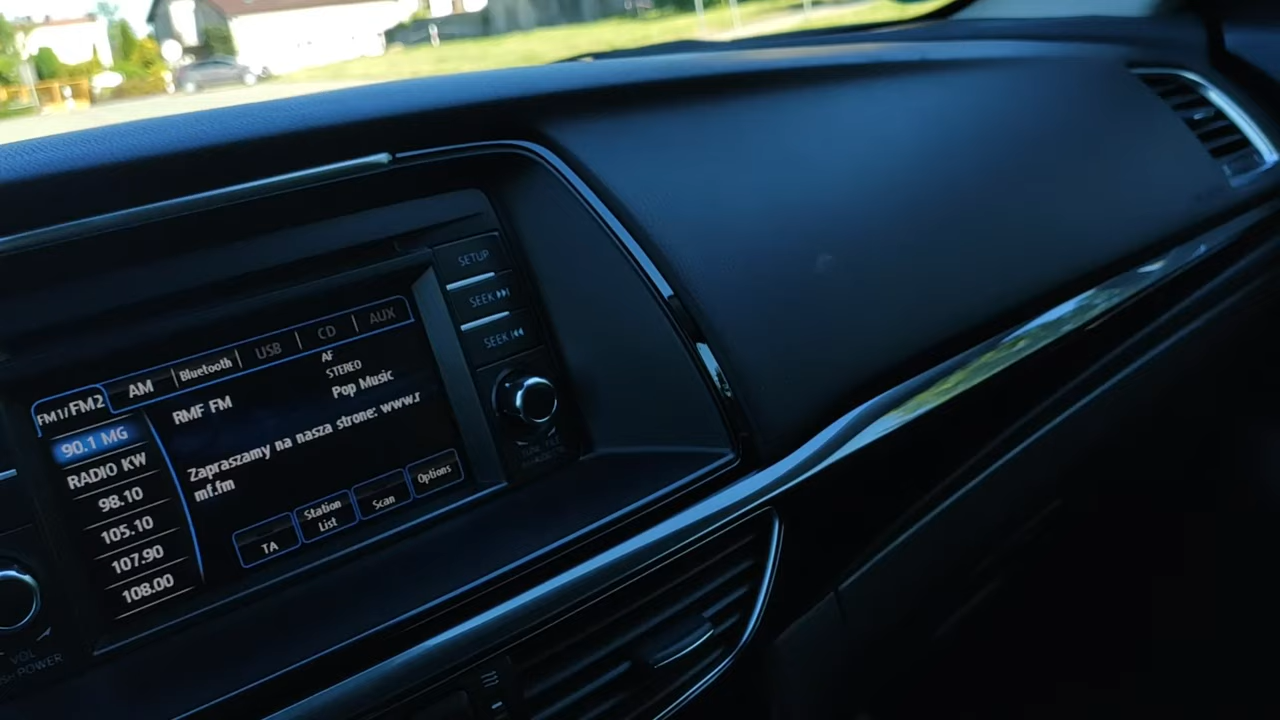 SETUP
SEEK
SEEK
FM1/FM2 AM Bluetooth USB CD AUX
AF
STEREO
RMF FM Pop Music
Zapraszamy na nasza strone: www.r
mf.fm
90.1 MG
RADIO KW
98.10
105.10
107.90
108.00
TA
Station
List
Scan
Options
VOL
POWER